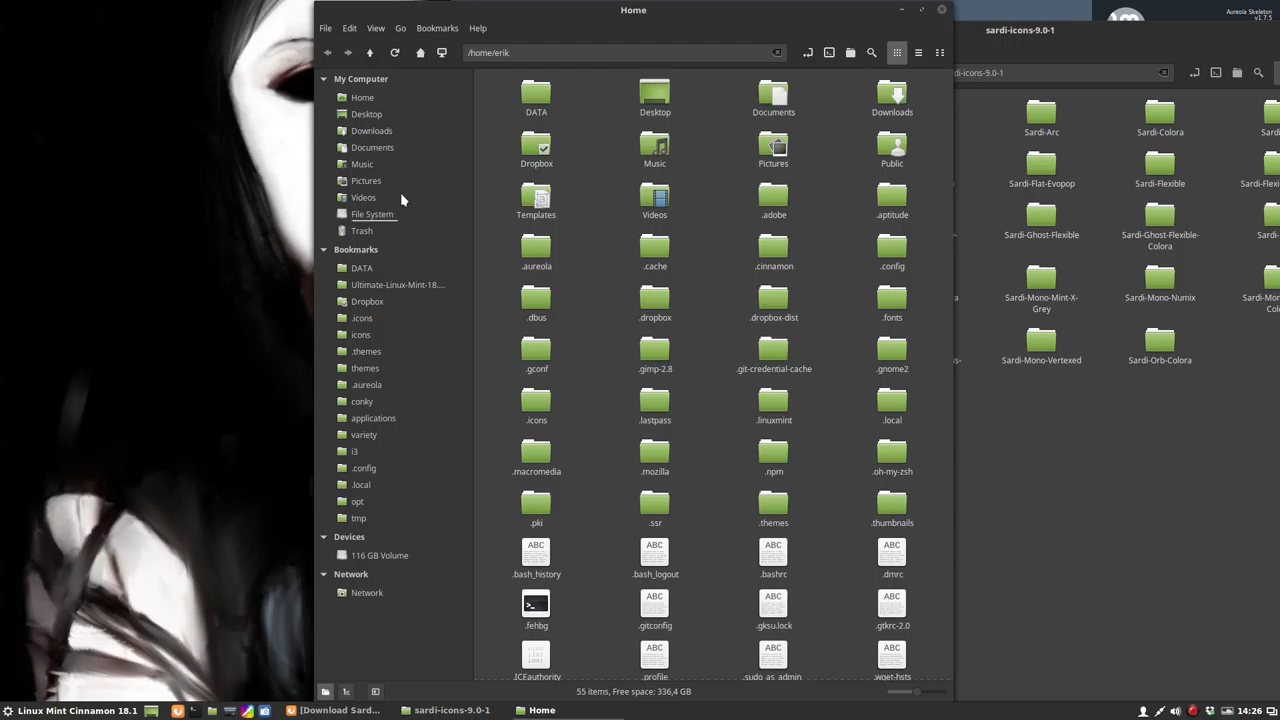 Home
File Edit View Go Bookmarks Help
/home/erik
My Computer
Home
Desktop
Downloads
Documents
Music
Pictures
Videos
File System
Trash
Bookmarks
DATA
Ultimate-Linux-Mint-18....
Dropbox
.icons
icons
.themes
themes
.aureola
conky
applications
variety
i3
.config
.local
opt
tmp
Devices
116 GB Volume
Network
Network
DATA Desktop Documents Downloads
Dropbox Music Pictures Public
Templates Videos .adobe .aptitude
.aureola .cache .cinnamon .config
.dbus .dropbox .dropbox-dist .fonts
.gconf .gimp-2.8 .git-credential-cache .gnome2
.icons .lastpass .linuxmint .local
.macromedia .mozilla .npm .oh-my-zsh
.pki .ssr .themes .thumbnails
ABC ABC ABC
.bash_history .bash_logout .bashrc .dmrc
ABC
.fehbg .gitconfig .gksu.lock .gtkrc-2.0
ABC ABC ABC
.ICEauthority .profile .sudo_as_admin .wget-hsts
ABC ABC ABC
55 items, Free space: 336,4 GB
Aureola Skeleton
v1.7.5
sardi-icons-9.0-1
di-icons-9.0-1
Sardi-Arc Sardi-Colora
Sardi-Flat-Evopop Sardi-Flexible Sardi-Flexi
Sardi-Ghost-Flexible Sardi-Ghost-Flexible- Sardi-
Colora
Sardi-Mono-Mint-X- Sardi-Mono-Numix Sardi-Mo
Grey Colo
Sardi-Mono-Vertexed Sardi-Orb-Colora
Linux Mint Cinnamon 18.1 [Download Sard... sardi-icons-9.0-1 Home 14:26